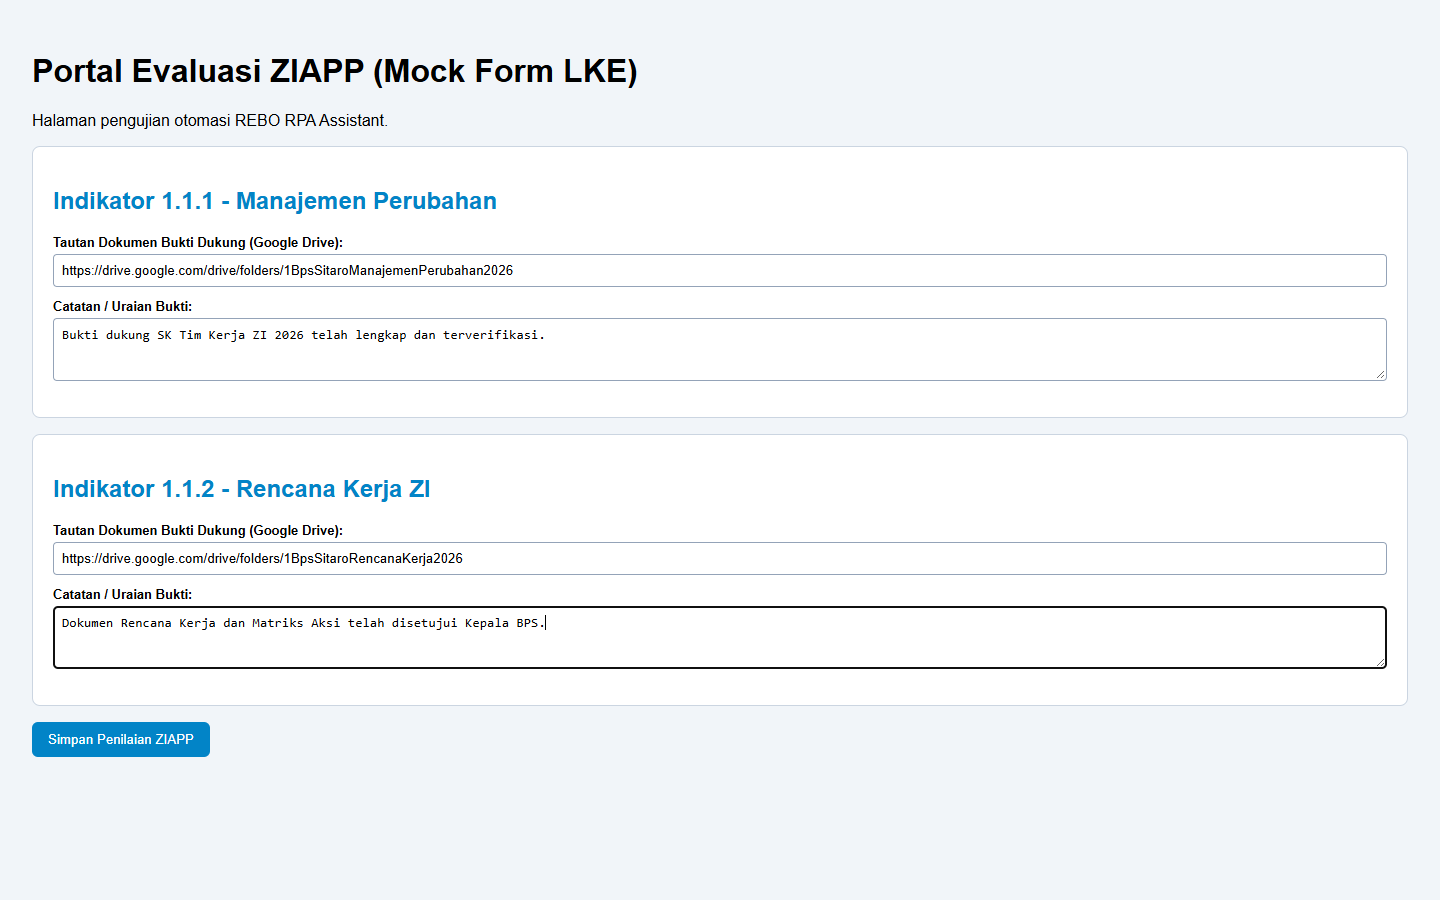 Portal Evaluasi ZIAPP (Mock Form LKE)
Halaman pengujian otomasi REBO RPA Assistant.
Indikator 1.1.1 - Manajemen Perubahan
Tautan Dokumen Bukti Dukung (Google Drive):
https://drive.google.com/drive/folders/1BpsSitaroManajemenPerubahan2026
Catatan / Uraian Bukti:
Bukti dukung SK Tim Kerja ZI 2026 telah lengkap dan terverifikasi.
Indikator 1.1.2 - Rencana Kerja ZI
Tautan Dokumen Bukti Dukung (Google Drive):
https://drive.google.com/drive/folders/1BpsSitaroRencanaKerja2026
Catatan / Uraian Bukti:
Dokumen Rencana Kerja dan Matriks Aksi telah disetujui Kepala BPS.
Simpan Penilaian ZIAPP